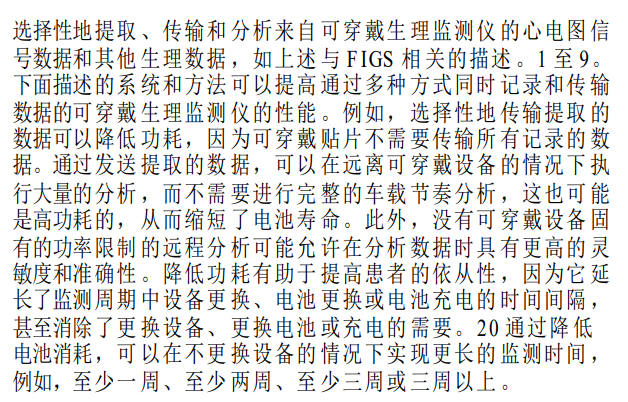 选择性地提取、传输和分析来自可穿戴生理监测仪的心电图信
号数据和其他生理数据，如上述与 FIGS 相关的描述。1 至 9。
下面描述的系统和方法可以提高通过多种方式同时记录和传输
数据的可穿戴生理监测仪的性能。例如，选择性地传输提取的
数据可以降低功耗，因为可穿戴贴片不需要传输所有记录的数
据。通过发送提取的数据，可以在远离可穿戴设备的情况下执
行大量的分析，而不需要进行完整的车载节奏分析，这也可能
是高功耗的，从而缩短了电池寿命。此外，没有可穿戴设备固
有的功率限制的远程分析可能允许在分析数据时具有更高的灵
敏度和准确性。降低功耗有助于提高患者的依从性，因为它延
长了监测周期中设备更换、电池更换或电池充电的时间间隔，
甚至消除了更换设备、更换电池或充电的需要。20 通过降低
电池消耗，可以在不更换设备的情况下实现更长的监测时间，
例如，至少一周、至少两周、至少三周或三周以上。